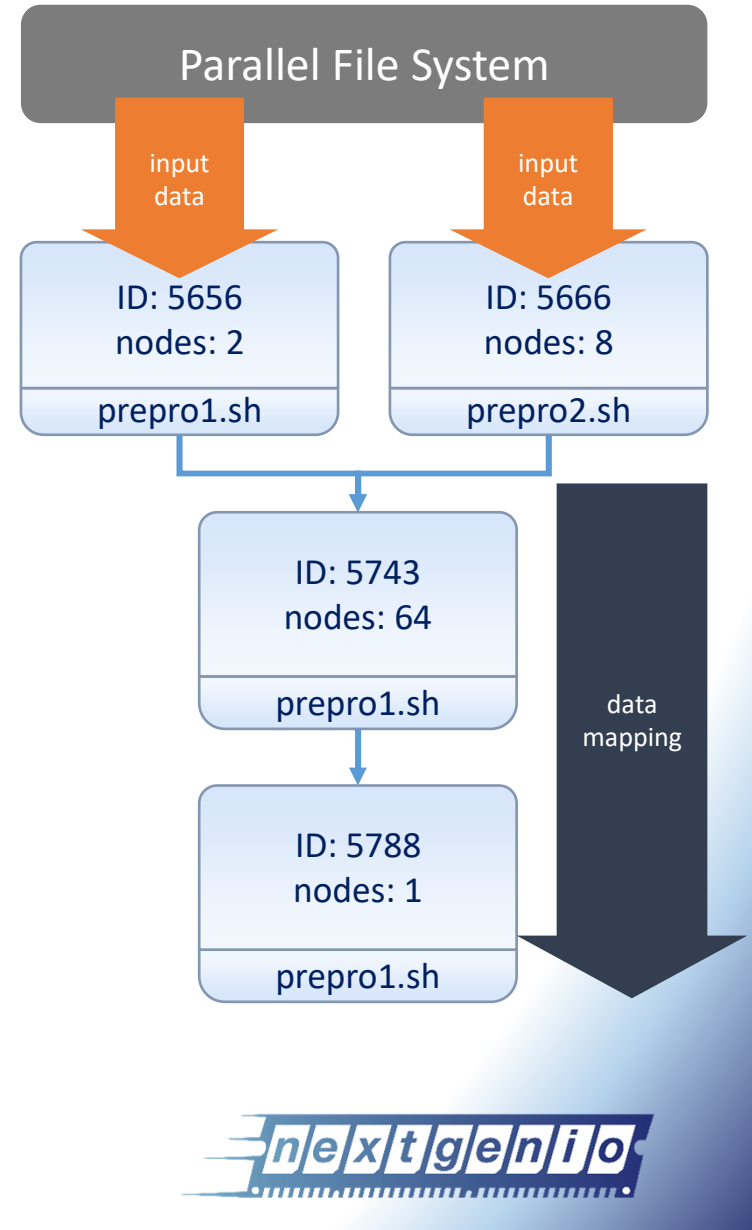 Parallel File System
input
data
input
data
ID: 5656
nodes: 2
prepro1.sh
ID: 5666
nodes: 8
prepro2.sh
ID: 5743
nodes: 64
prepro1.sh
data
mapping
ID: 5788
nodes: 1
prepro1.sh
nextgenio